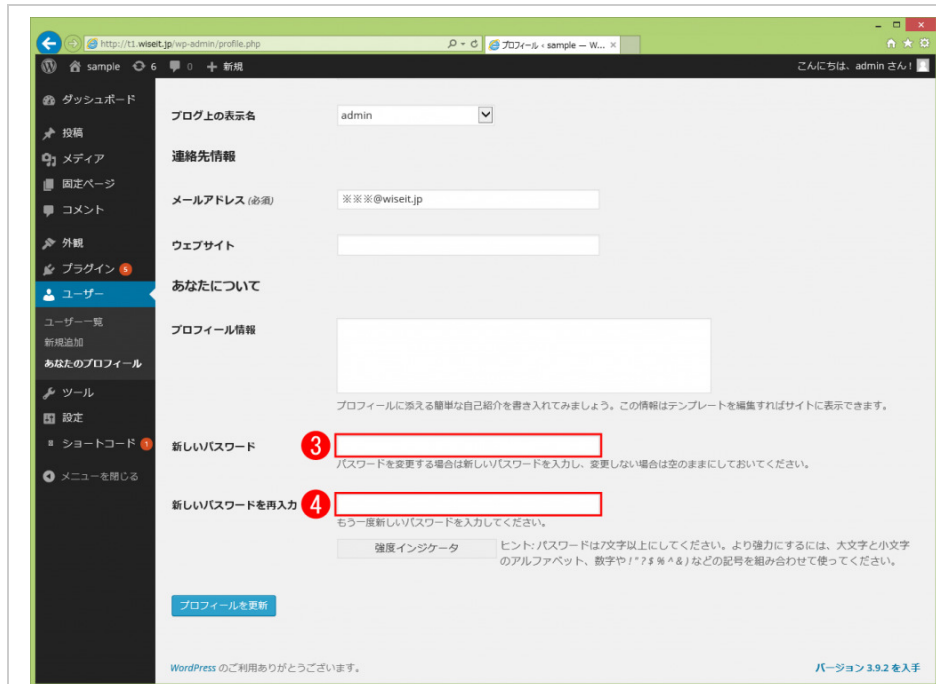 http://t1.wiseit.jp/wp-admin/profile.php
プロフィール ‹ sample — W...
sample 6 0 + 新規
こんにちは、admin さん!
ダッシュボード
投稿
メディア
固定ページ
コメント
外観
プラグイン 5
ユーザー
ユーザー一覧
新規追加
あなたのプロフィール
ツール
設定
ショートコード 1
メニューを閉じる
ブログ上の表示名
admin
連絡先情報
メールアドレス (必須)
※※※@wiseit.jp
ウェブサイト
あなたについて
プロフィール情報
プロフィールに添える簡単な自己紹介を書き入れてみましょう。この情報はテンプレートを編集すればサイトに表示できます。
新しいパスワード
3
パスワードを変更する場合は新しいパスワードを入力し、変更しない場合は空のままにしておいてください。
新しいパスワードを再入力
4
もう一度新しいパスワードを入力してください。
強度インジケータ
ヒント: パスワードは7文字以上にしてください。より強力にするには、大文字と小文字
のアルファベット、数字や ! " ? $ % ^ & ) などの記号を組み合わせて使ってください。
プロフィールを更新
WordPress のご利用ありがとうございます。
バージョン 3.9.2 を入手